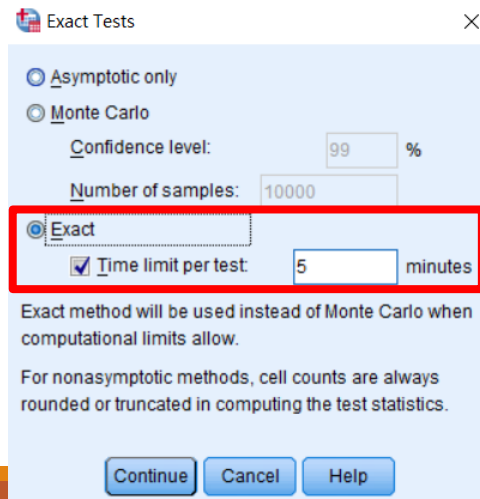 Exact Tests
Asymptotic only
Monte Carlo
Confidence level: 99 %
Number of samples: 10000
Exact
Time limit per test: 5 minutes
Exact method will be used instead of Monte Carlo when
computational limits allow.
For nonasymptotic methods, cell counts are always
rounded or truncated in computing the test statistics.
Continue Cancel Help